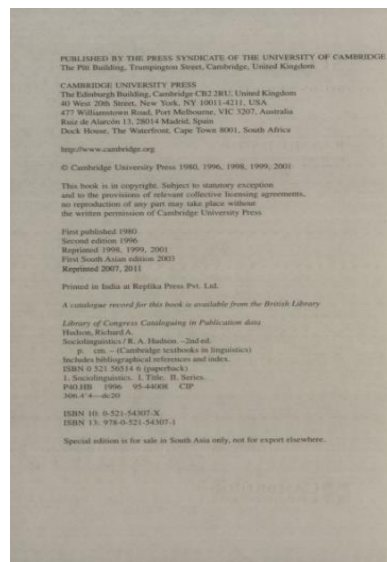 PUBLISHED BY THE PRESS SYNDICATE OF THE UNIVERSITY OF CAMBRIDGE
The Pitt Building, Trumpington Street, Cambridge, United Kingdom
CAMBRIDGE UNIVERSITY PRESS
The Edinburgh Building, Cambridge CB2 2RU, United Kingdom
40 West 20th Street, New York, NY 10011-4211, USA
477 Williamstown Road, Port Melbourne, VIC 3207, Australia
Ruiz de Alarcón 13, 28014 Madrid, Spain
Dock House, The Waterfront, Cape Town 8001, South Africa
http://www.cambridge.org
© Cambridge University Press 1980, 1996, 1998, 1999, 2001
This book is in copyright. Subject to statutory exception
and to the provisions of relevant collective licensing agreements,
no reproduction of any part may take place without
the written permission of Cambridge University Press
First published 1980
Second edition 1996
Reprinted 1998, 1999, 2001
First South Asian edition 2003
Reprinted 2007, 2011
Printed in India at Replika Press Pvt. Ltd.
A catalogue record for this book is available from the British Library
Library of Congress Cataloguing in Publication data
Hudson, Richard A.
Sociolinguistics / R. A. Hudson. –2nd ed.
p. cm. – (Cambridge textbooks in linguistics)
Includes bibliographical references and index.
ISBN 0 521 56514 6 (paperback)
1. Sociolinguistics. I. Title. II. Series.
P40.H8 1996 95-44008 CIP
306.4'4—dc20
ISBN 10: 0-521-54307-X
ISBN 13: 978-0-521-54307-1
Special edition is for sale in South Asia only, not for export elsewhere.